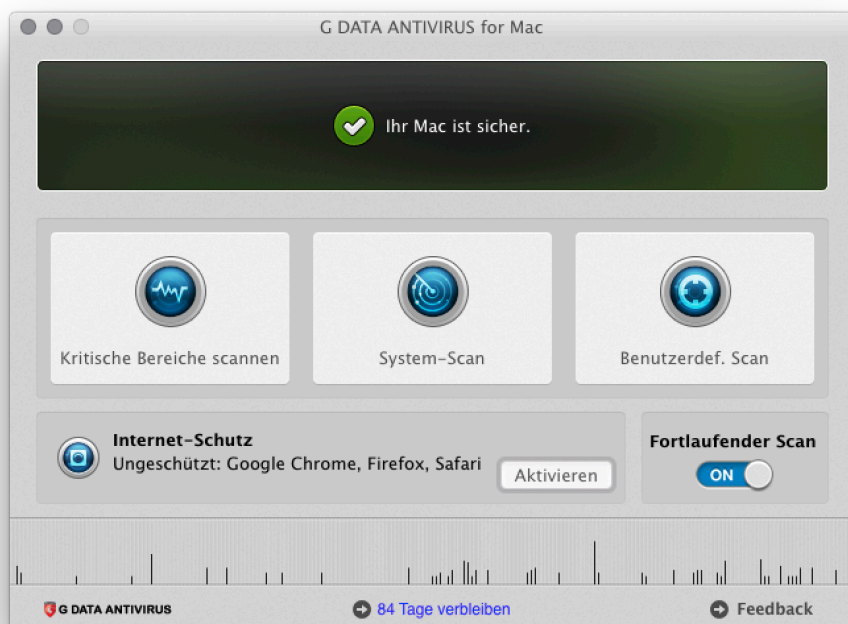 G DATA ANTIVIRUS for Mac
Ihr Mac ist sicher.
Kritische Bereiche scannen
System-Scan
Benutzerdef. Scan
Internet-Schutz
Ungeschützt: Google Chrome, Firefox, Safari
Aktivieren
Fortlaufender Scan
ON
G DATA ANTIVIRUS
84 Tage verbleiben
Feedback